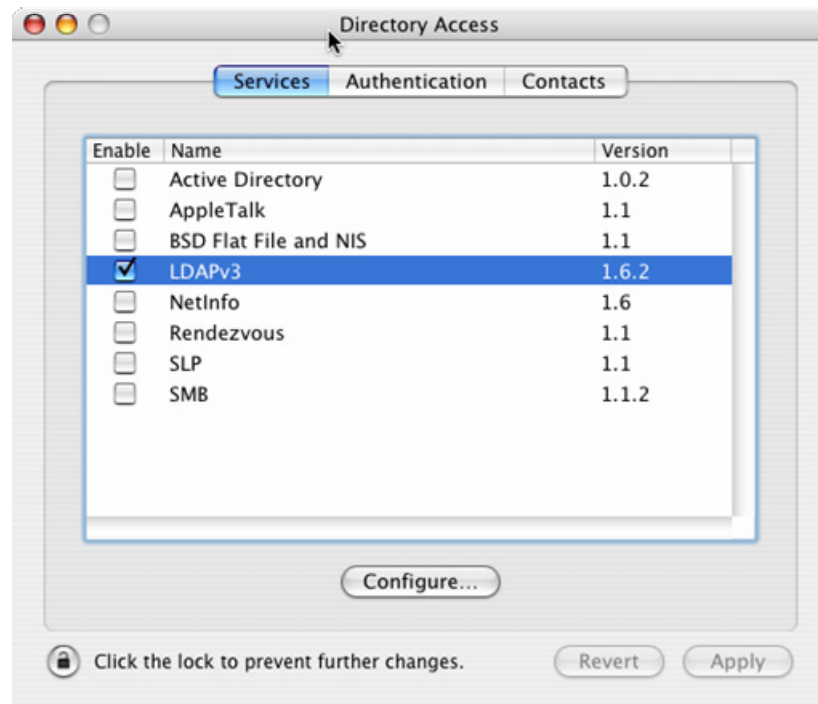 Directory Access
Services Authentication Contacts
Enable Name Version
Active Directory 1.0.2
AppleTalk 1.1
BSD Flat File and NIS 1.1
LDAPv3 1.6.2
NetInfo 1.6
Rendezvous 1.1
SLP 1.1
SMB 1.1.2
Configure...
Click the lock to prevent further changes. Revert Apply